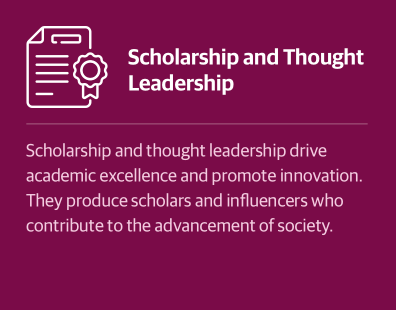 Scholarship and Thought
Leadership
Scholarship and thought leadership drive
academic excellence and promote innovation.
They produce scholars and influencers who
contribute to the advancement of society.